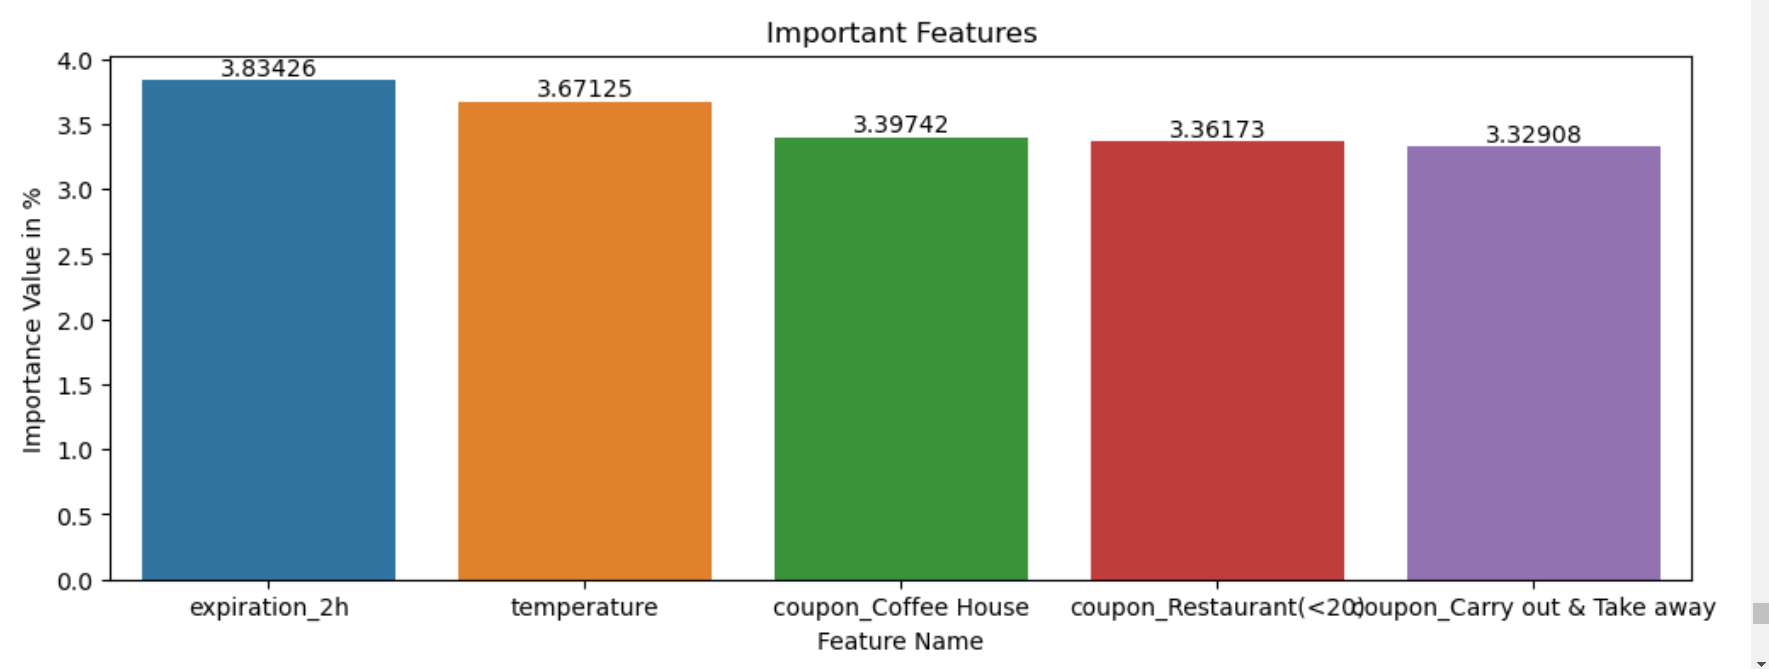 Important Features
Importance Value in %
4.0
3.5
3.0
2.5
2.0
1.5
1.0
0.5
0.0
3.83426
3.67125
3.39742
3.36173
3.32908
expiration_2h
temperature
coupon_Coffee House
coupon_Restaurant(<20)
coupon_Carry out & Take away
Feature Name